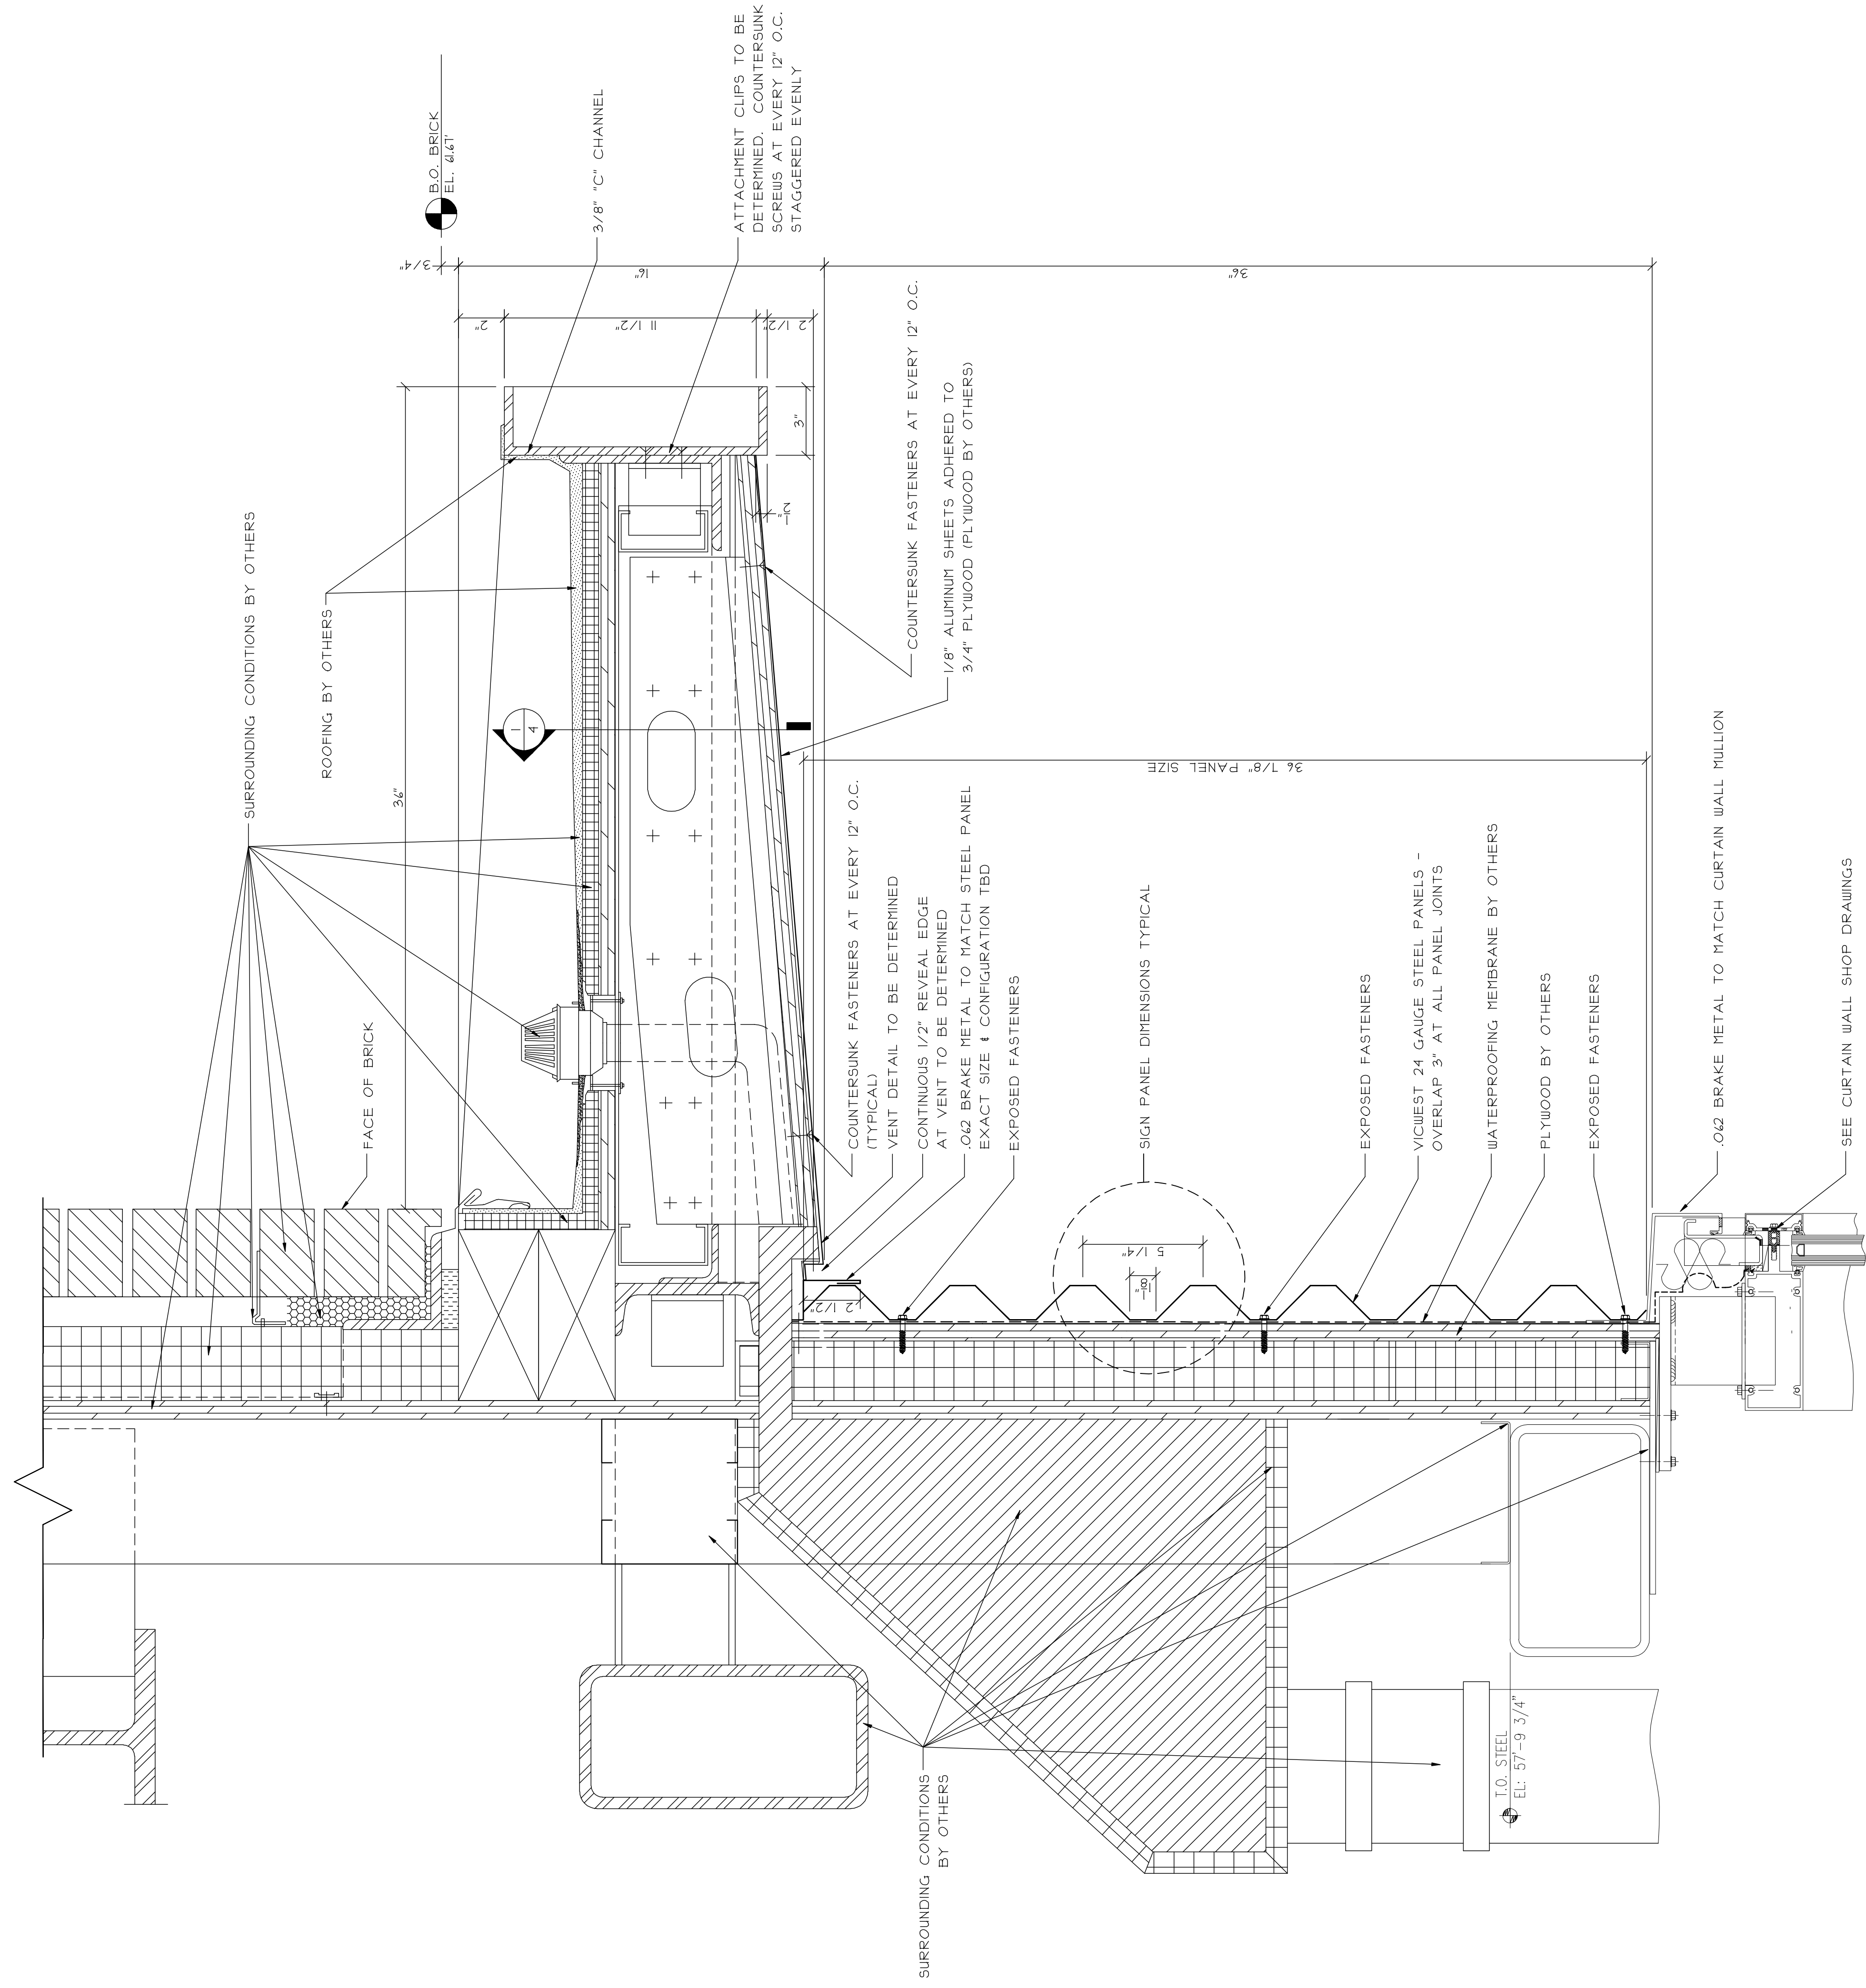 B.O. BRICK
EL. 61.67'
3/4"
3/8" "C" CHANNEL
ATTACHMENT CLIPS TO BE
DETERMINED. COUNTERSUNK
SCREWS AT EVERY 12" O.C.
STAGGERED EVENLY
16"
36"
2"
11 1/2"
2 1/2"
3"
1/2"
COUNTERSUNK FASTENERS AT EVERY 12" O.C.
1/8" ALUMINUM SHEETS ADHERED TO
3/4" PLYWOOD (PLYWOOD BY OTHERS)
SURROUNDING CONDITIONS BY OTHERS
ROOFING BY OTHERS
36"
1
4
FACE OF BRICK
36 7/8" PANEL SIZE
COUNTERSUNK FASTENERS AT EVERY 12" O.C.
(TYPICAL)
VENT DETAIL TO BE DETERMINED
CONTINUOUS 1/2" REVEAL EDGE
AT VENT TO BE DETERMINED
.062 BRAKE METAL TO MATCH STEEL PANEL
EXACT SIZE & CONFIGURATION TBD
EXPOSED FASTENERS
SIGN PANEL DIMENSIONS TYPICAL
EXPOSED FASTENERS
VICWEST 24 GAUGE STEEL PANELS -
OVERLAP 3" AT ALL PANEL JOINTS
WATERPROOFING MEMBRANE BY OTHERS
PLYWOOD BY OTHERS
EXPOSED FASTENERS
.062 BRAKE METAL TO MATCH CURTAIN WALL MULLION
SEE CURTAIN WALL SHOP DRAWINGS
2 1/2"
5 1/4"
1 1/8"
SURROUNDING CONDITIONS
BY OTHERS
T.O. STEEL
EL: 57'-9 3/4"